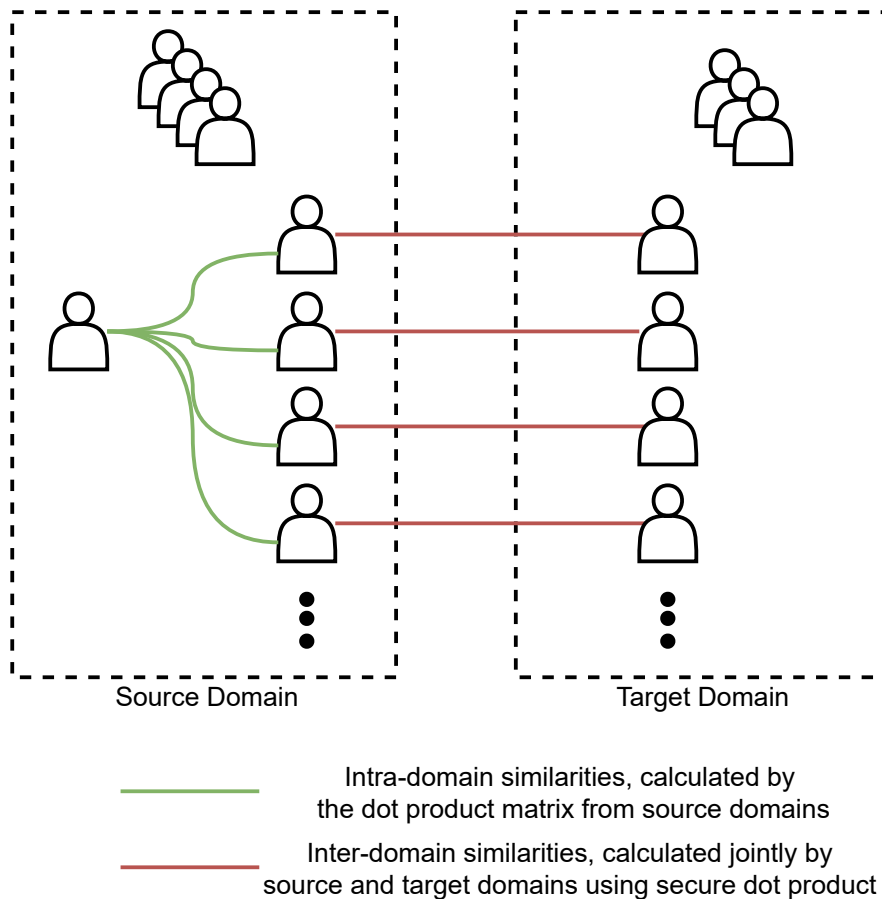 Source Domain
Target Domain
Intra-domain similarities, calculated by
the dot product matrix from source domains
Inter-domain similarities, calculated jointly by
source and target domains using secure dot product